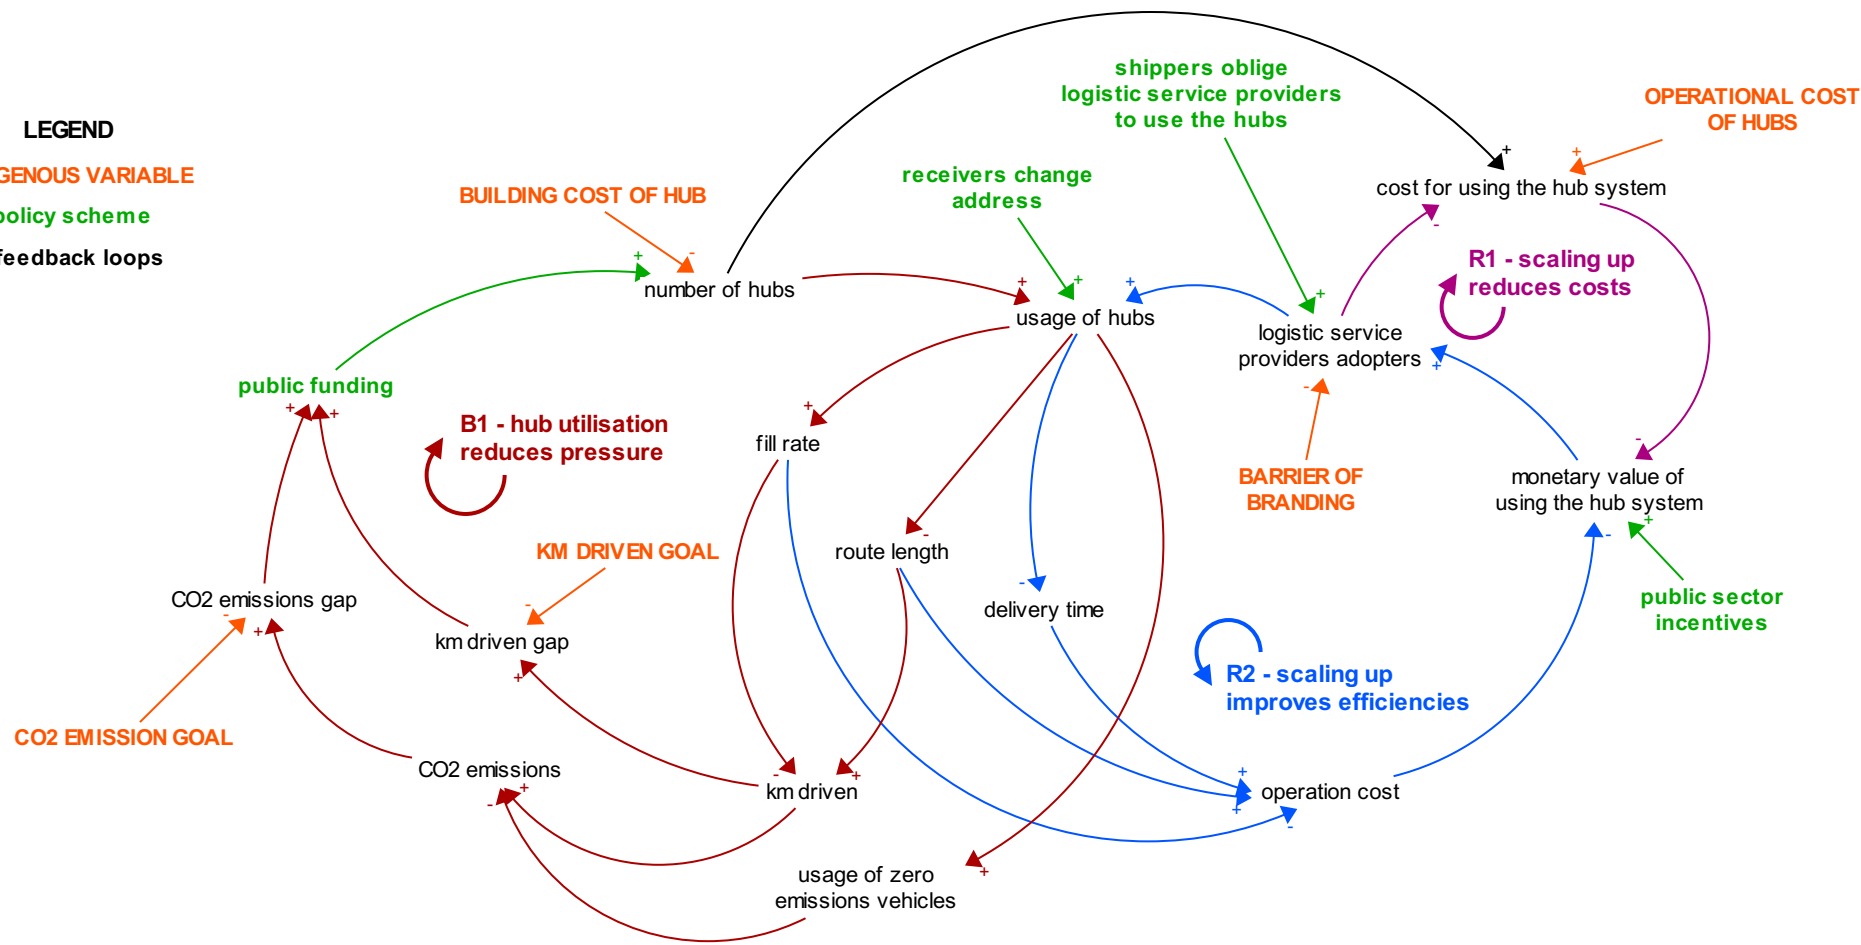 LEGEND
GENOUS VARIABLE
policy scheme
feedback loops
shippers oblige
logistic service providers
to use the hubs
OPERATIONAL COST
OF HUBS
BUILDING COST OF HUB
receivers change
address
cost for using the hub system
number of hubs
usage of hubs
R1 - scaling up
reduces costs
logistic service
providers adopters
public funding
B1 - hub utilisation
reduces pressure
fill rate
BARRIER OF
BRANDING
monetary value of
using the hub system
KM DRIVEN GOAL
route length
CO2 emissions gap
km driven gap
delivery time
public sector
incentives
R2 - scaling up
improves efficiencies
CO2 EMISSION GOAL
CO2 emissions
km driven
operation cost
usage of zero
emissions vehicles